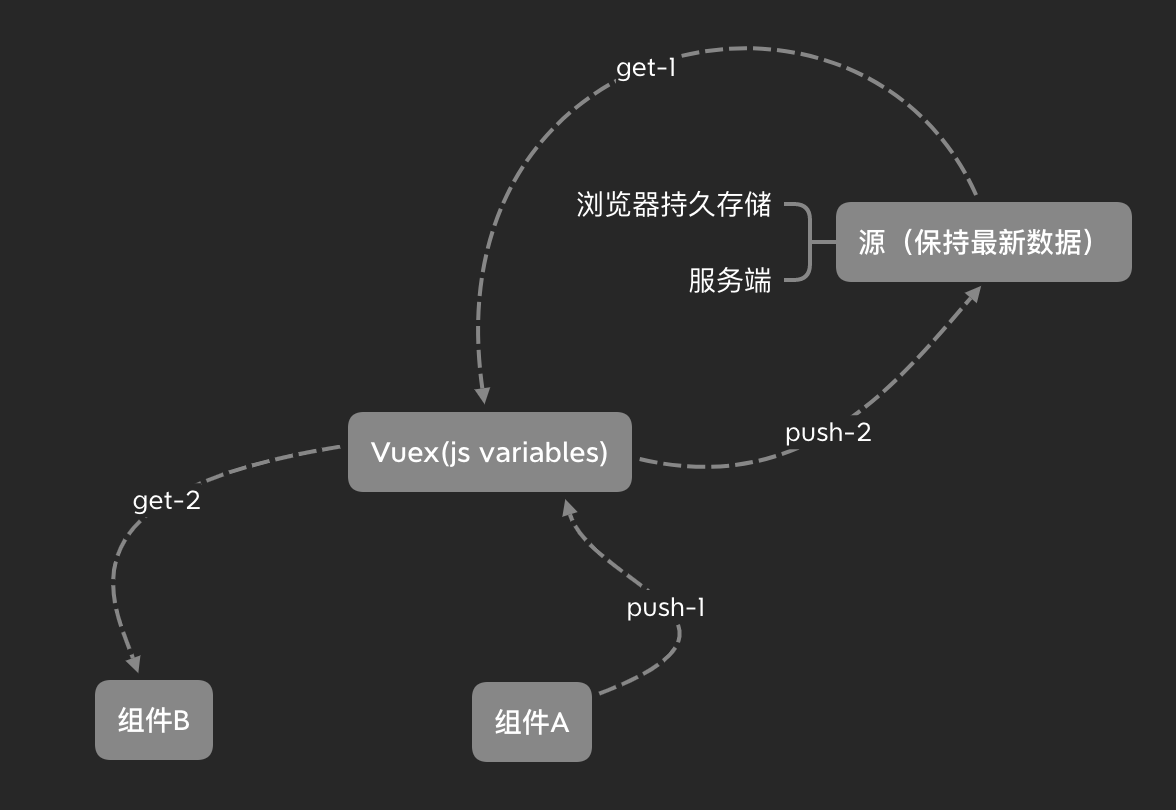 get-1
浏览器持久存储
源（保持最新数据）
服务端
push-2
Vuex(js variables)
get-2
push-1
组件B
组件A